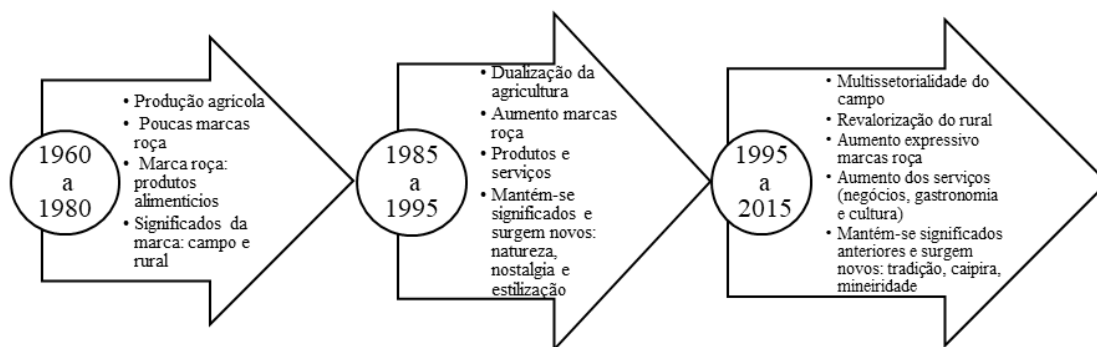 1960
a
1980
• Produção agrícola
• Poucas marcas
roça
• Marca roça:
produtos
alimentícios
• Significados da
marca: campo e
rural
1985
a
1995
• Dualização da
agricultura
• Aumento marcas
roça
• Produtos e
serviços
• Mantém-se
significados e
surgem novos:
natureza,
nostalgia e
estilização
1995
a
2015
• Multissetorialidade do
campo
• Revalorização do rural
• Aumento expressivo
marcas roça
• Aumento dos serviços
(negócios, gastronomia
e cultura)
• Mantém-se significados
anteriores e surgem
novos: tradição, caipira,
mineiridade